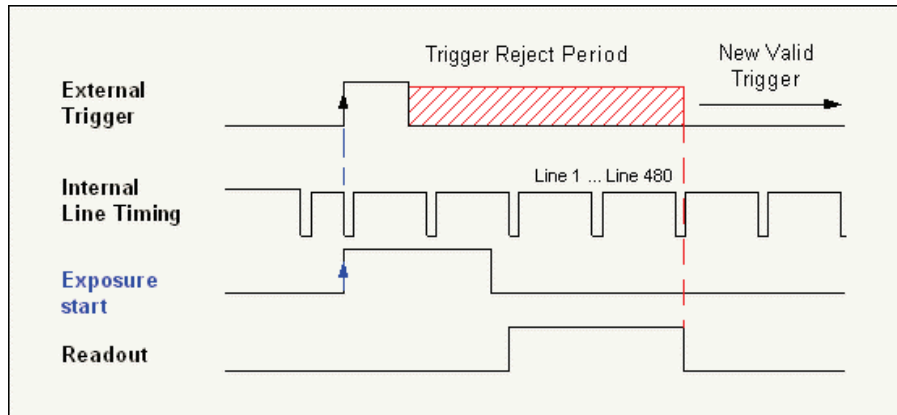 Trigger Reject Period
New Valid
Trigger
External
Trigger
Line 1 ... Line 480
Internal
Line Timing
Exposure
start
Readout